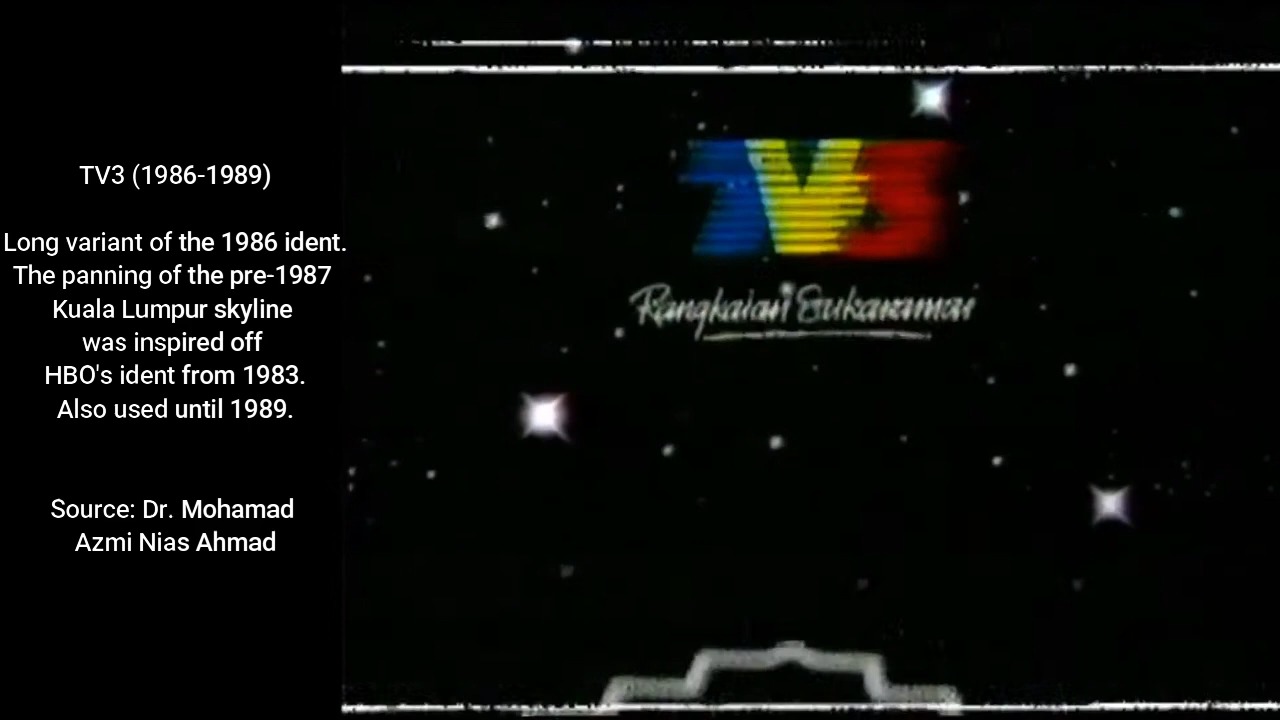 TV3 (1986-1989)
Long variant of the 1986 ident.
The panning of the pre-1987
Kuala Lumpur skyline
was inspired off
HBO's ident from 1983.
Also used until 1989.
Source: Dr. Mohamad
Azmi Nias Ahmad
TV3
Rangkaian Sukaramai